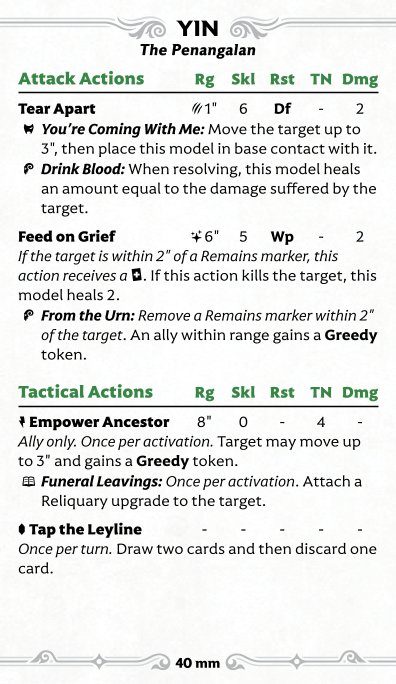 YIN
The Penangalan
Attack Actions Rg Skl Rst TN Dmg
Tear Apart 1" 6 Df - 2
You're Coming With Me: Move the target up to
3", then place this model in base contact with it.
Drink Blood: When resolving, this model heals
an amount equal to the damage suffered by the
target.
Feed on Grief 6" 5 Wp - 2
If the target is within 2" of a Remains marker, this
action receives a . If this action kills the target, this
model heals 2.
From the Urn: Remove a Remains marker within 2"
of the target. An ally within range gains a Greedy
token.
Tactical Actions Rg Skl Rst TN Dmg
Empower Ancestor 8" 0 - 4 -
Ally only. Once per activation. Target may move up
to 3" and gains a Greedy token.
Funeral Leavings: Once per activation. Attach a
Reliquary upgrade to the target.
Tap the Leyline - - - - -
Once per turn. Draw two cards and then discard one
card.
40 mm